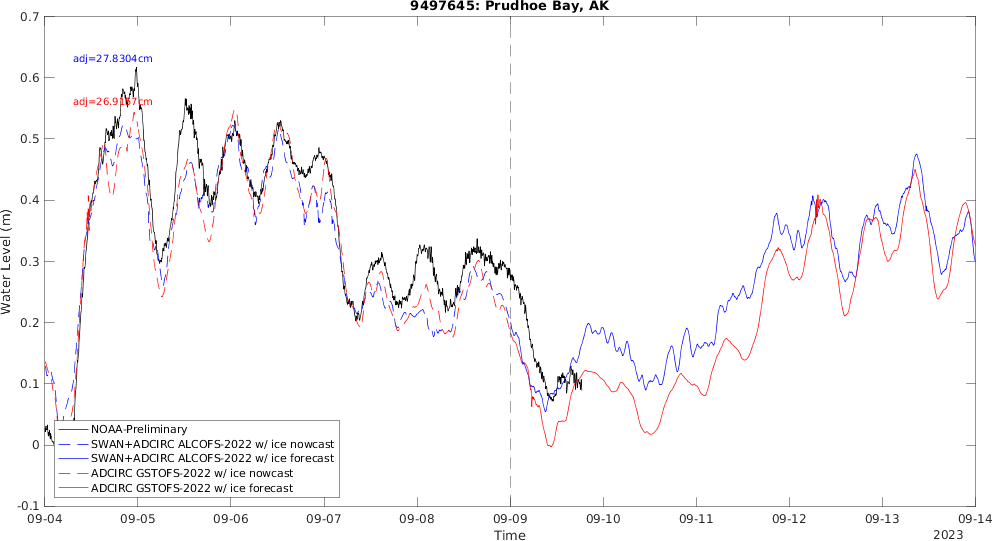 9497645: Prudhoe Bay, AK
adj=27.8304cm
adj=26.9167cm
Water Level (m)
0.7
0.6
0.5
0.4
0.3
0.2
0.1
0
-0.1
NOAA-Preliminary
SWAN+ADCIRC ALCOFS-2022 w/ ice nowcast
SWAN+ADCIRC ALCOFS-2022 w/ ice forecast
ADCIRC GSTOFS-2022 w/ ice nowcast
ADCIRC GSTOFS-2022 w/ ice forecast
09-04 09-05 09-06 09-07 09-08 09-09 09-10 09-11 09-12 09-13 09-14
Time
2023